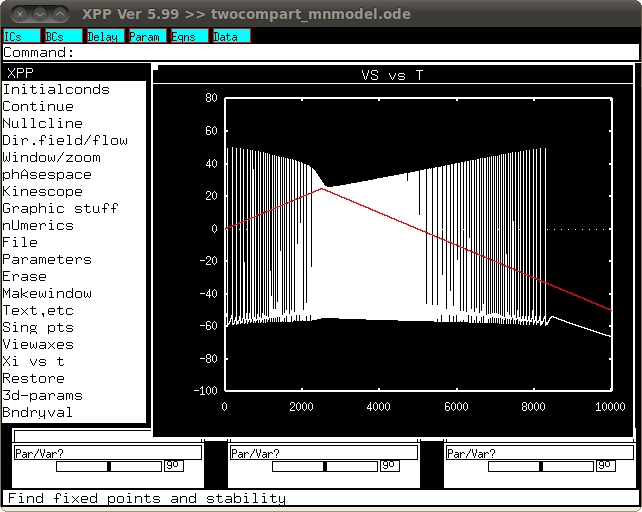 XPP Ver 5.99 >> twocompart_mnmodel.ode
ICs BCs Delay Param Eqns Data
Command:
XPP
Initialconds
Continue
Nullcline
Dir.field/flow
Window/zoom
phAsespace
Kinescope
Graphic stuff
nUmerics
File
Parameters
Erase
Makewindow
Text,etc
Sing pts
Viewaxes
Xi vs t
Restore
3d-params
Bndryval
VS vs T
80
60
40
20
0
-20
-40
-60
-80
-100
0 2000 4000 6000 8000 10000
Par/Var? Par/Var? Par/Var?
go go go
Find fixed points and stability